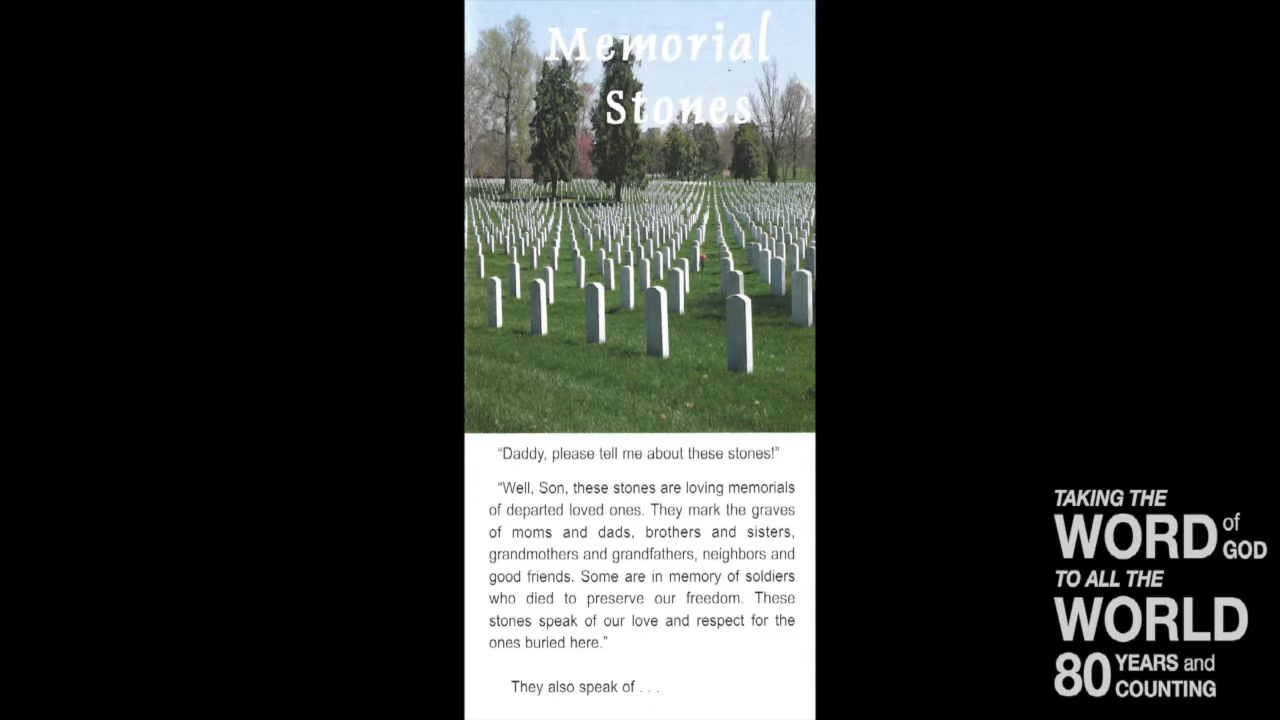 Memorial
Stones
“Daddy, please tell me about these stones!”
“Well, Son, these stones are loving memorials
of departed loved ones. They mark the graves
of moms and dads, brothers and sisters,
grandmothers and grandfathers, neighbors and
good friends. Some are in memory of soldiers
who died to preserve our freedom. These
stones speak of our love and respect for the
ones buried here.”
They also speak of . . .
TAKING THE
WORD of GOD
TO ALL THE
WORLD
80 YEARS and
COUNTING